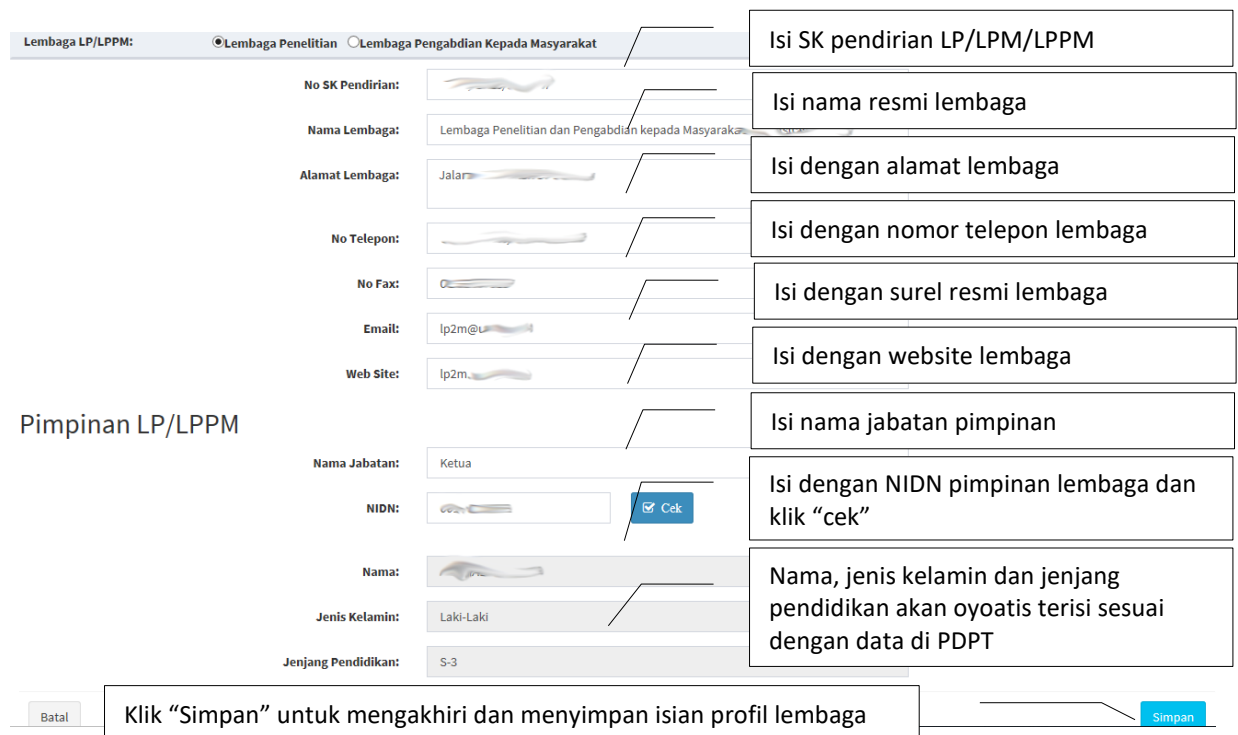 Isi SK pendirian LP/LPM/LPPM
Lembaga LP/LPPM: Lembaga Penelitian Lembaga Pengabdian Kepada Masyarakat
No SK Pendirian:
Isi nama resmi lembaga
Nama Lembaga: Lembaga Penelitian dan Pengabdian kepada
Isi dengan alamat lembaga
Alamat Lembaga:
Isi dengan nomor telepon lembaga
No Telepon:
No Fax:
Isi dengan surel resmi lembaga
Email: lp2m@
Isi dengan website lembaga
Web Site: lp2m.
Pimpinan LP/LPPM
Isi nama jabatan pimpinan
Nama Jabatan: Ketua
Isi dengan NIDN pimpinan lembaga dan
klik “cek”
NIDN: Cek
Nama:
Nama, jenis kelamin dan jenjang
pendidikan akan oyoatis terisi sesuai
dengan data di PDPT
Jenis Kelamin: Laki-Laki
Jenjang Pendidikan: S-3
Batal
Klik “Simpan” untuk mengakhiri dan menyimpan isian profil lembaga
Simpan